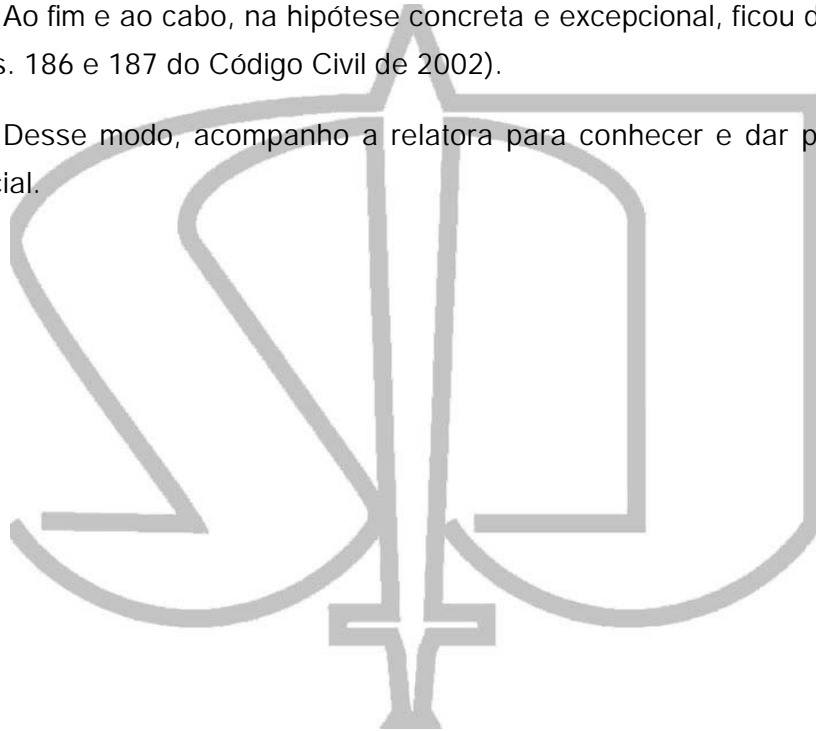 Ao fim e ao cabo, na hipótese concreta e excepcional, ficou d
s. 186 e 187 do Código Civil de 2002).
Desse modo, acompanho a relatora para conhecer e dar p
cial.